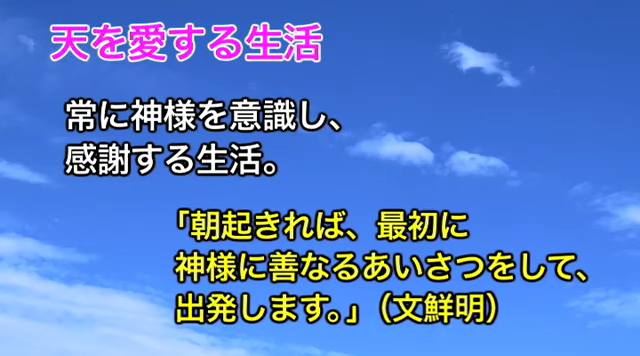 天を愛する生活
常に神様を意識し、
感謝する生活。
「朝起きれば、最初に
神様に善なるあいさつをして、
出発します。」（文鮮明）